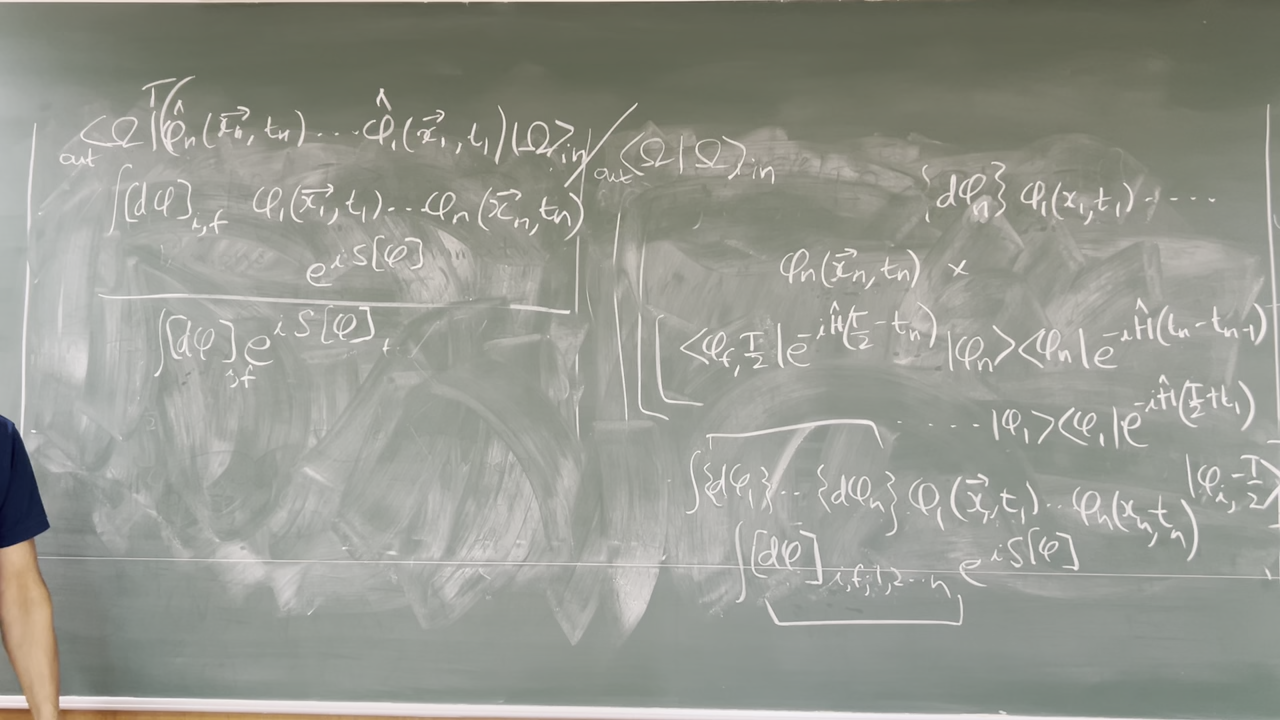 out<Ω|T(φ̂ₙ(x⃗ₙ, tₙ) ... φ̂₁(x⃗₁, t₁))|Ω>in / out<Ω|Ω>in
∫[dφ]i,f φ₁(x⃗₁, t₁) ... φₙ(x⃗ₙ, tₙ)
e^{iS[φ]}
∫[dφ]i,f e^{iS[φ]}
{dφₙ} φ₁(x₁, t₁) .....
φₙ(x⃗ₙ, tₙ) ×
<φf, T/2| e^{-iĤ(T/2 - tₙ)} |φₙ><φₙ| e^{-iĤ(tₙ - tₙ₋₁)}
..... |φ₁><φ₁| e^{-iĤ(T/2 + t₁)}
|φi, -T/2>
∫{dφ₁} .. {dφₙ} φ₁(x⃗₁, t₁) .. φₙ(xₙ, tₙ)
∫[dφ]i,f;1,2...n e^{iS[φ]}